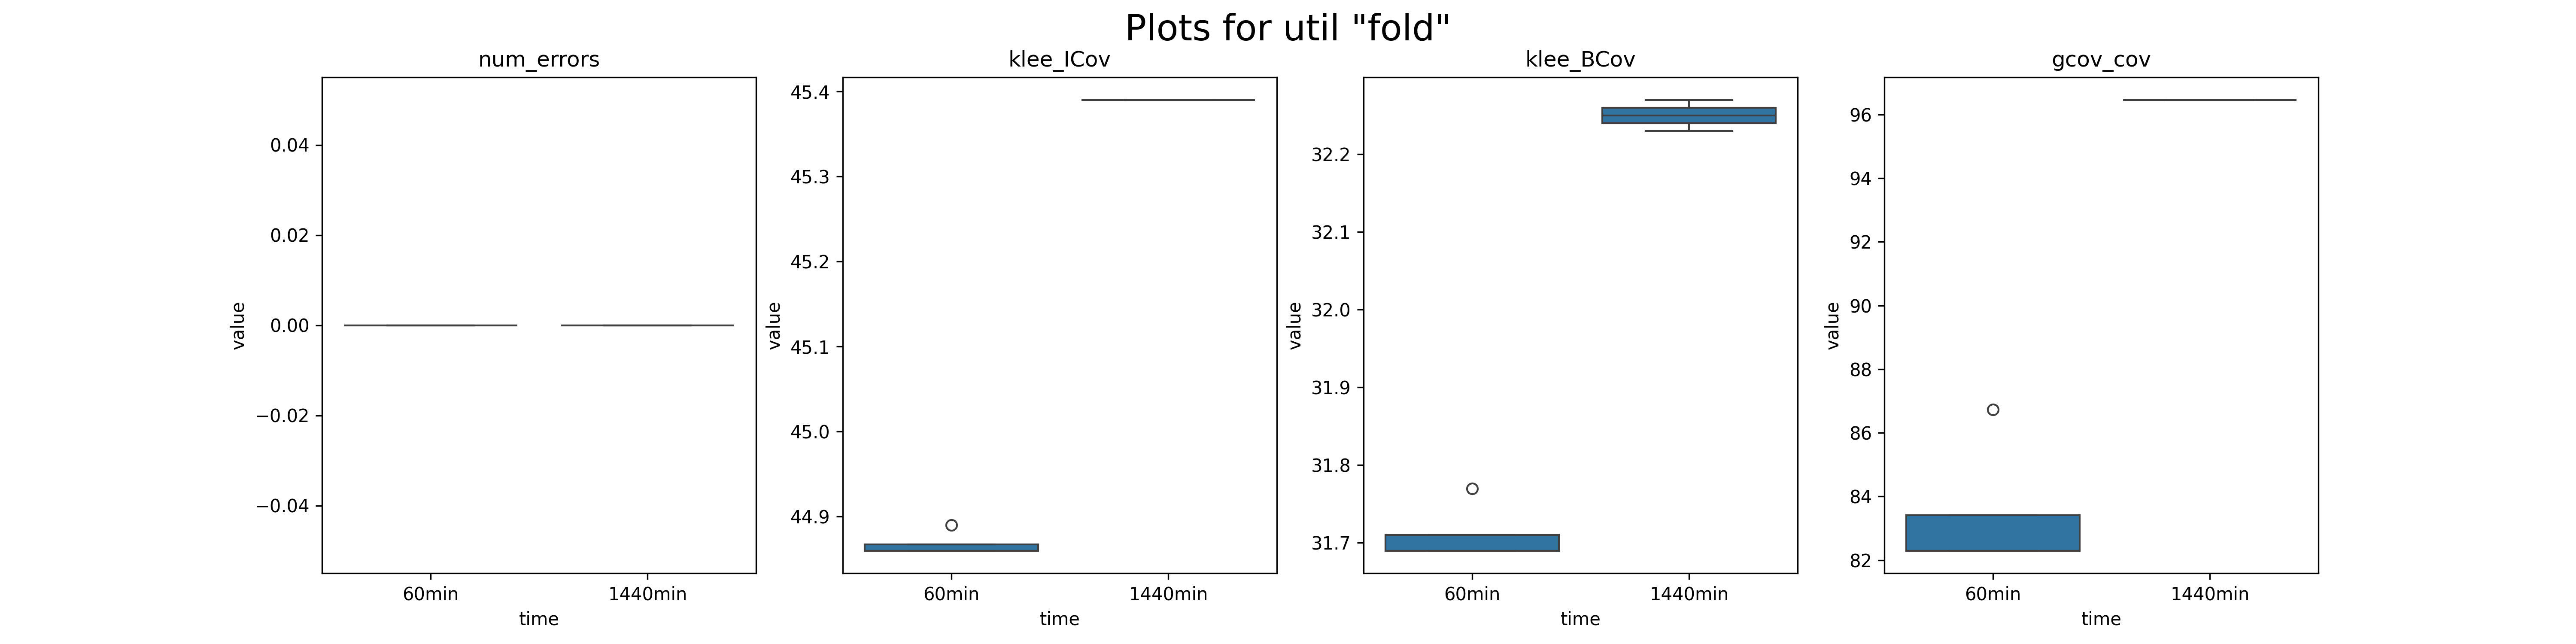 Plots for util "fold"
num_errors
klee_ICov
klee_BCov
gcov_cov
value
0.04
0.02
0.00
−0.02
−0.04
60min
1440min
time
value
45.4
45.3
45.2
45.1
45.0
44.9
60min
1440min
time
value
32.2
32.1
32.0
31.9
31.8
31.7
60min
1440min
time
value
96
94
92
90
88
86
84
82
60min
1440min
time